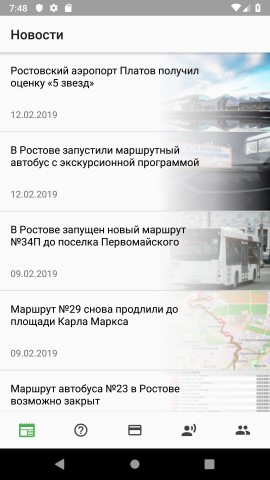 7:48
Новости
Ростовский аэропорт Платов получил
оценку «5 звезд»
12.02.2019
В Ростове запустили маршрутный
автобус с экскурсионной программой
12.02.2019
В Ростове запущен новый маршрут
№34П до поселка Первомайского
09.02.2019
Маршрут №29 снова продлили до
площади Карла Маркса
09.02.2019
Маршрут автобуса №23 в Ростове
возможно закрыт